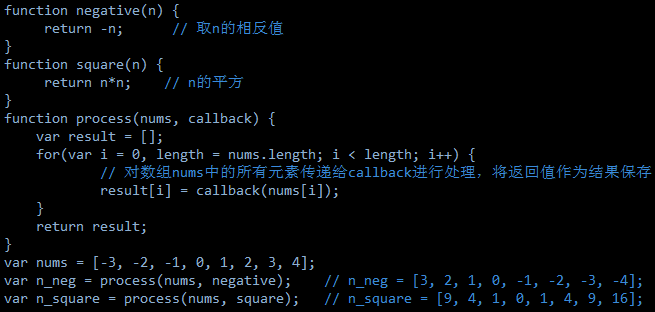 function negative(n) {
     return -n;      // 取n的相反值
}
function square(n) {
     return n*n;    // n的平方
}
function process(nums, callback) {
    var result = [];
    for(var i = 0, length = nums.length; i < length; i++) {
            // 对数组nums中的所有元素传递给callback进行处理，将返回值作为结果保存
            result[i] = callback(nums[i]);
    }
    return result;
}
var nums = [-3, -2, -1, 0, 1, 2, 3, 4];
var n_neg = process(nums, negative);    // n_neg = [3, 2, 1, 0, -1, -2, -3, -4];
var n_square = process(nums, square);   // n_square = [9, 4, 1, 0, 1, 4, 9, 16];